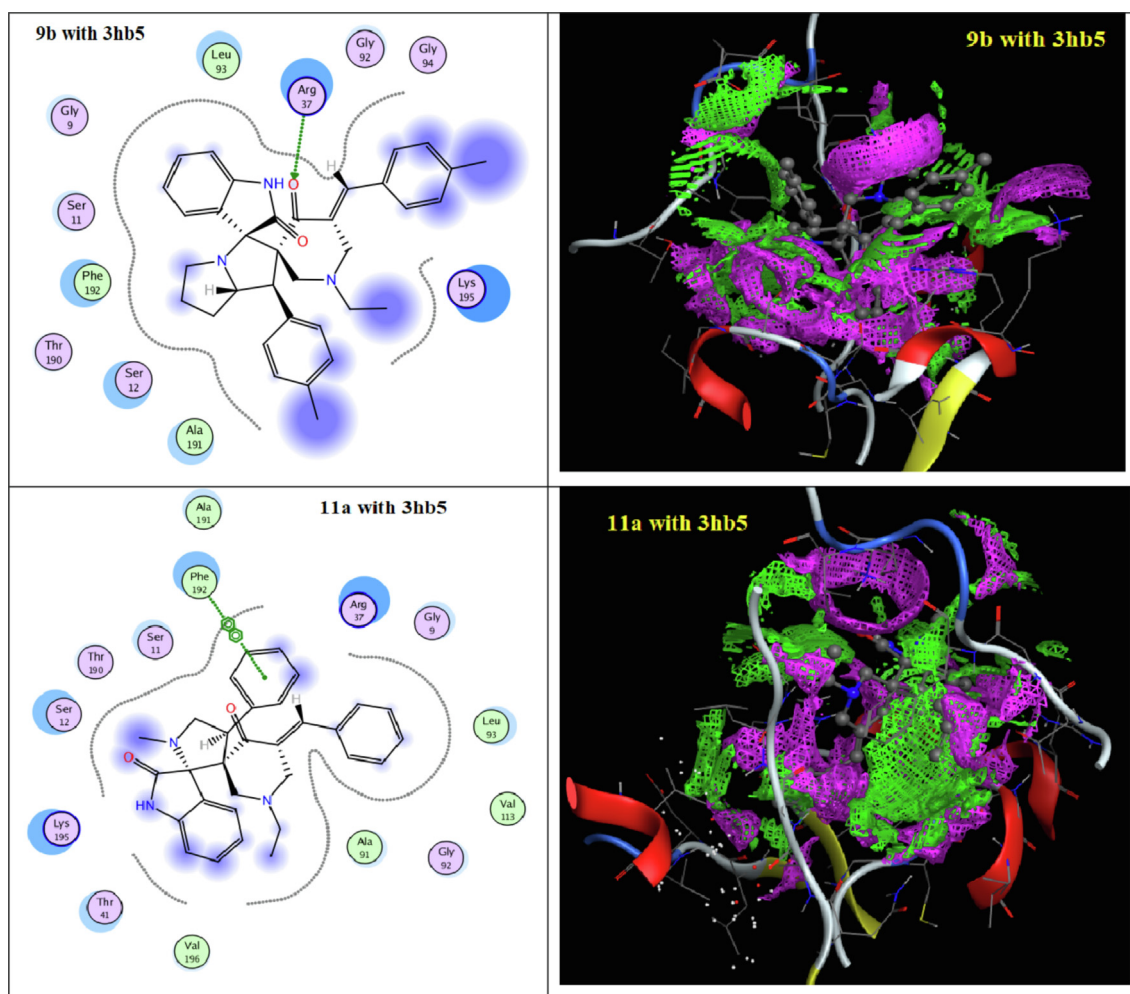 9b with 3hb5
Leu
93
Gly
92
Gly
94
Arg
37
Gly
9
Ser
11
Phe
192
Thr
190
Ser
12
Ala
191
Lys
195
H
O
NH
O
N
H
N
9b with 3hb5
11a with 3hb5
Ala
191
Phe
192
Arg
37
Gly
9
Ser
11
Thr
190
Ser
12
Leu
93
Val
113
Lys
195
Ala
91
Gly
92
Thr
41
Val
196
H
O
N
H
O
HN
N
11a with 3hb5